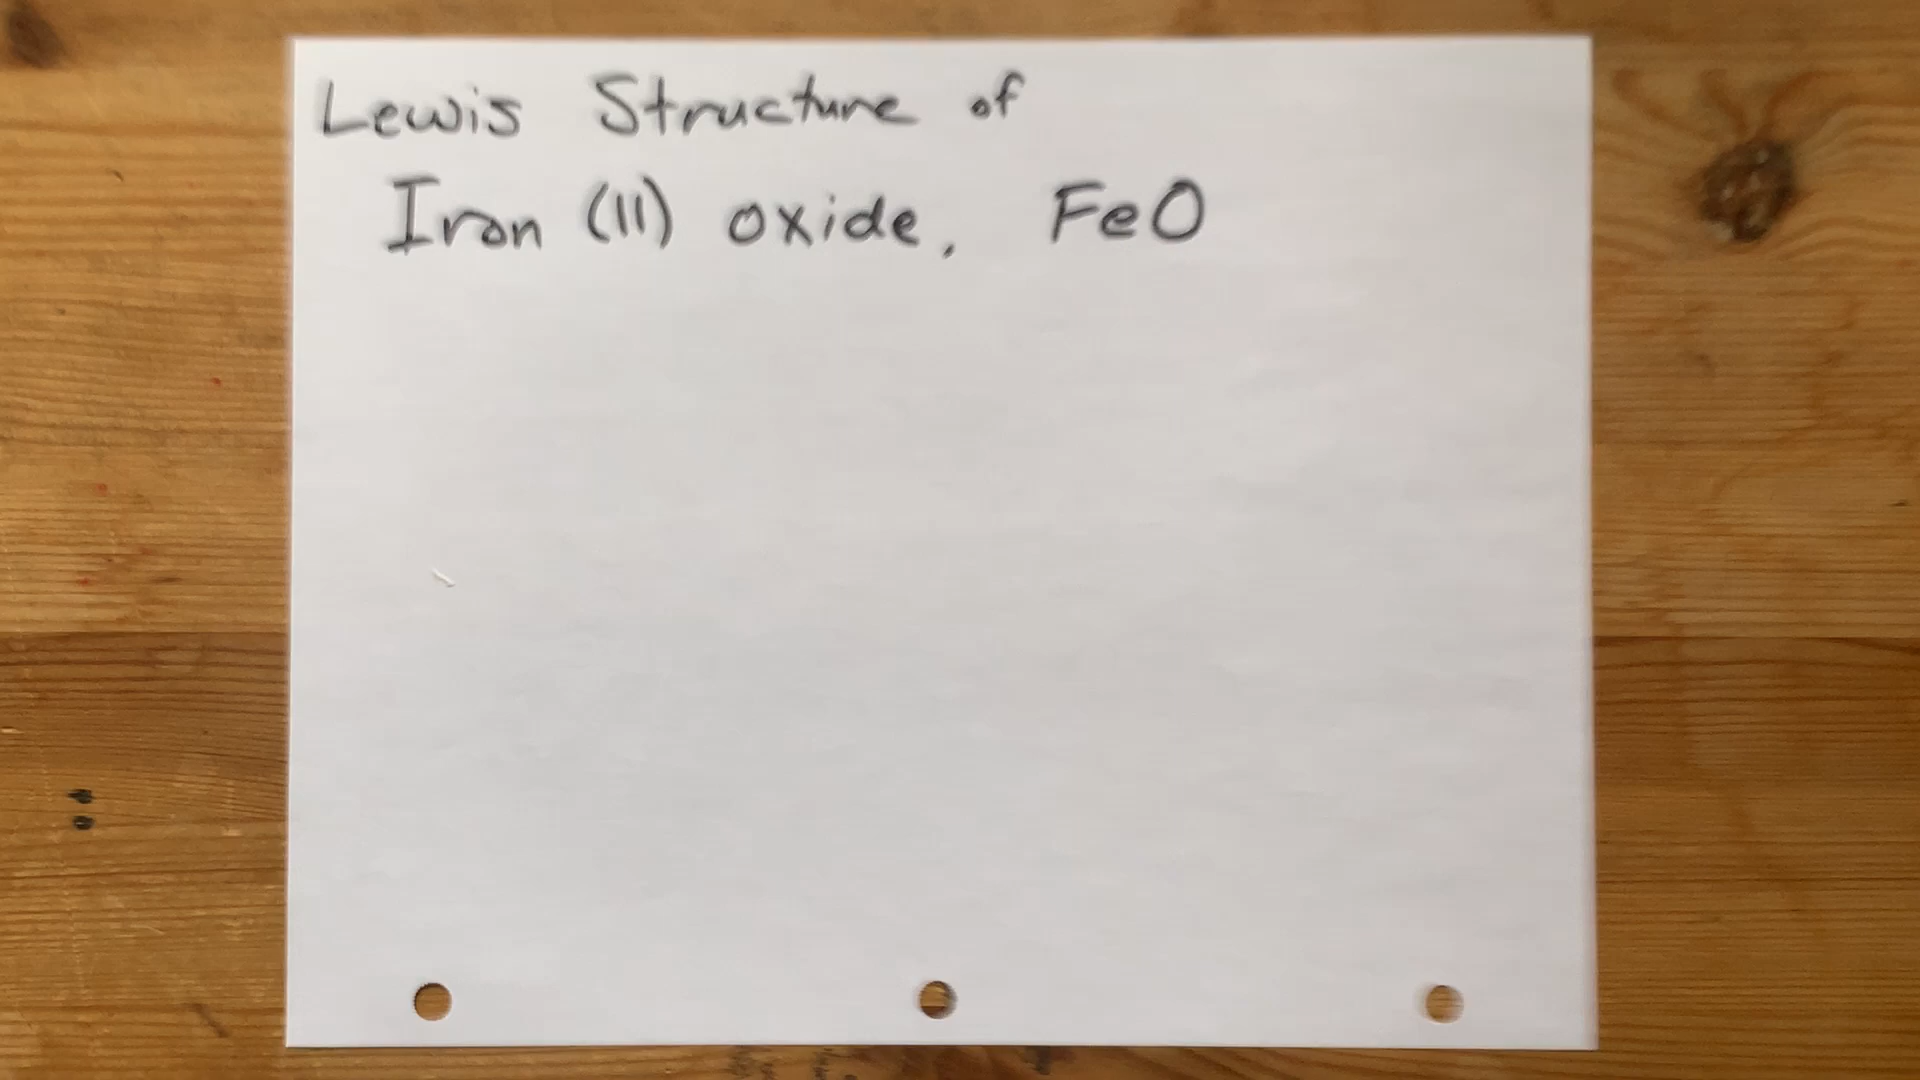 Lewis Structure of
Iron (II) oxide, FeO